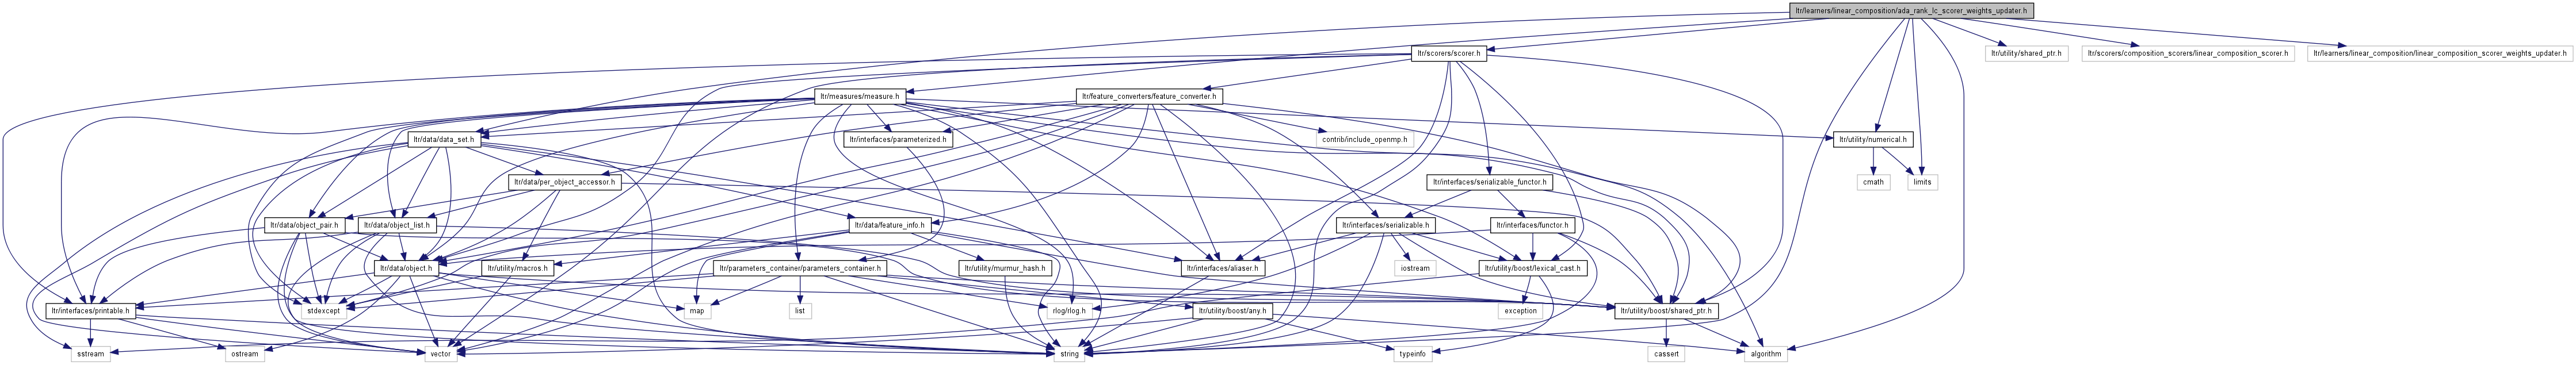 ltr/learners/linear_composition/ada_rank_lc_scorer_weights_updater.h
ltr/scorers/scorer.h
ltr/utility/shared_ptr.h
ltr/scorers/composition_scorers/linear_composition_scorer.h
ltr/learners/linear_composition/linear_composition_scorer_weights_updater.h
ltr/measures/measure.h
ltr/feature_converters/feature_converter.h
ltr/data/data_set.h
ltr/interfaces/parameterized.h
contrib/include_openmp.h
ltr/utility/numerical.h
ltr/data/per_object_accessor.h
ltr/interfaces/serializable_functor.h
cmath
limits
ltr/data/object_pair.h
ltr/data/object_list.h
ltr/data/feature_info.h
ltr/interfaces/serializable.h
ltr/interfaces/functor.h
ltr/data/object.h
ltr/utility/macros.h
ltr/parameters_container/parameters_container.h
ltr/utility/murmur_hash.h
ltr/interfaces/aliaser.h
iostream
ltr/utility/boost/lexical_cast.h
ltr/interfaces/printable.h
stdexcept
map
list
rlog/rlog.h
ltr/utility/boost/any.h
exception
ltr/utility/boost/shared_ptr.h
sstream
ostream
vector
string
typeinfo
cassert
algorithm